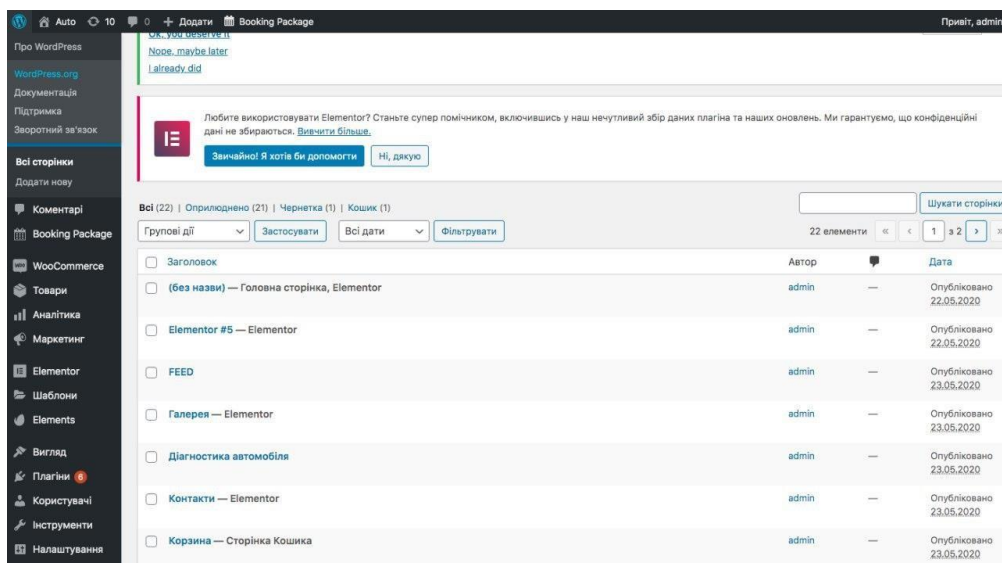 Auto 10 0 + Додати Booking Package Привіт, admin
Про WordPress
WordPress.org
Документація
Підтримка
Зворотний зв'язок
Всі сторінки
Додати нову
Коментарі
Booking Package
WooCommerce
Товари
Аналітика
Маркетинг
Elementor
Шаблони
Elements
Вигляд
Плагіни 6
Користувачі
Інструменти
Налаштування
Ok, you deserve it
Nope, maybe later
I already did
Любите використовувати Elementor? Станьте супер помічником, включившись у наш нечутливий збір даних плагіна та наших оновлень. Ми гарантуємо, що конфіденційні
дані не збираються. Вивчити більше.
Звичайно! Я хотів би допомогти Ні, дякую
Всі (22) | Оприлюднено (21) | Чернетка (1) | Кошик (1) Шукати сторінки
Групові дії Застосувати Всі дати Фільтрувати 22 елементи « ‹ 1 з 2 › »
Заголовок Автор Дата
(без назви) — Головна сторінка, Elementor admin — Опубліковано
22.05.2020
Elementor #5 — Elementor admin — Опубліковано
22.05.2020
FEED admin — Опубліковано
23.05.2020
Галерея — Elementor admin — Опубліковано
23.05.2020
Діагностика автомобіля admin — Опубліковано
23.05.2020
Контакти — Elementor admin — Опубліковано
23.05.2020
Корзина — Сторінка Кошика admin — Опубліковано
23.05.2020